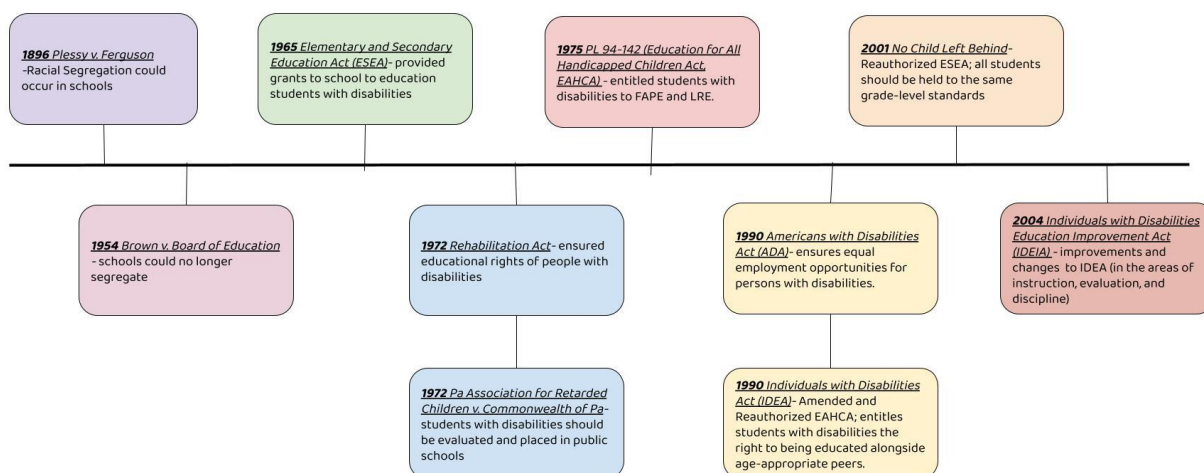 1896 Plessy v. Ferguson
-Racial Segregation could
occur in schools
1965 Elementary and Secondary
Education Act (ESEA)- provided
grants to school to education
students with disabilities
1975 PL 94-142 (Education for All
Handicapped Children Act,
EAHCA) - entitled students with
disabilities to FAPE and LRE.
2001 No Child Left Behind-
Reauthorized ESEA; all students
should be held to the same
grade-level standards
1954 Brown v. Board of Education
- schools could no longer
segregate
1972 Rehabilitation Act- ensured
educational rights of people with
disabilities
1990 Americans with Disabilities
Act (ADA)- ensures equal
employment opportunities for
persons with disabilities.
2004 Individuals with Disabilities
Education Improvement Act
(IDEIA) - improvements and
changes to IDEA (in the areas of
instruction, evaluation, and
discipline)
1972 Pa Association for Retarded
Children v. Commonwealth of Pa-
students with disabilities should
be evaluated and placed in public
schools
1990 Individuals with Disabilities
Act (IDEA)- Amended and
Reauthorized EAHCA; entitles
students with disabilities the
right to being educated alongside
age-appropriate peers.